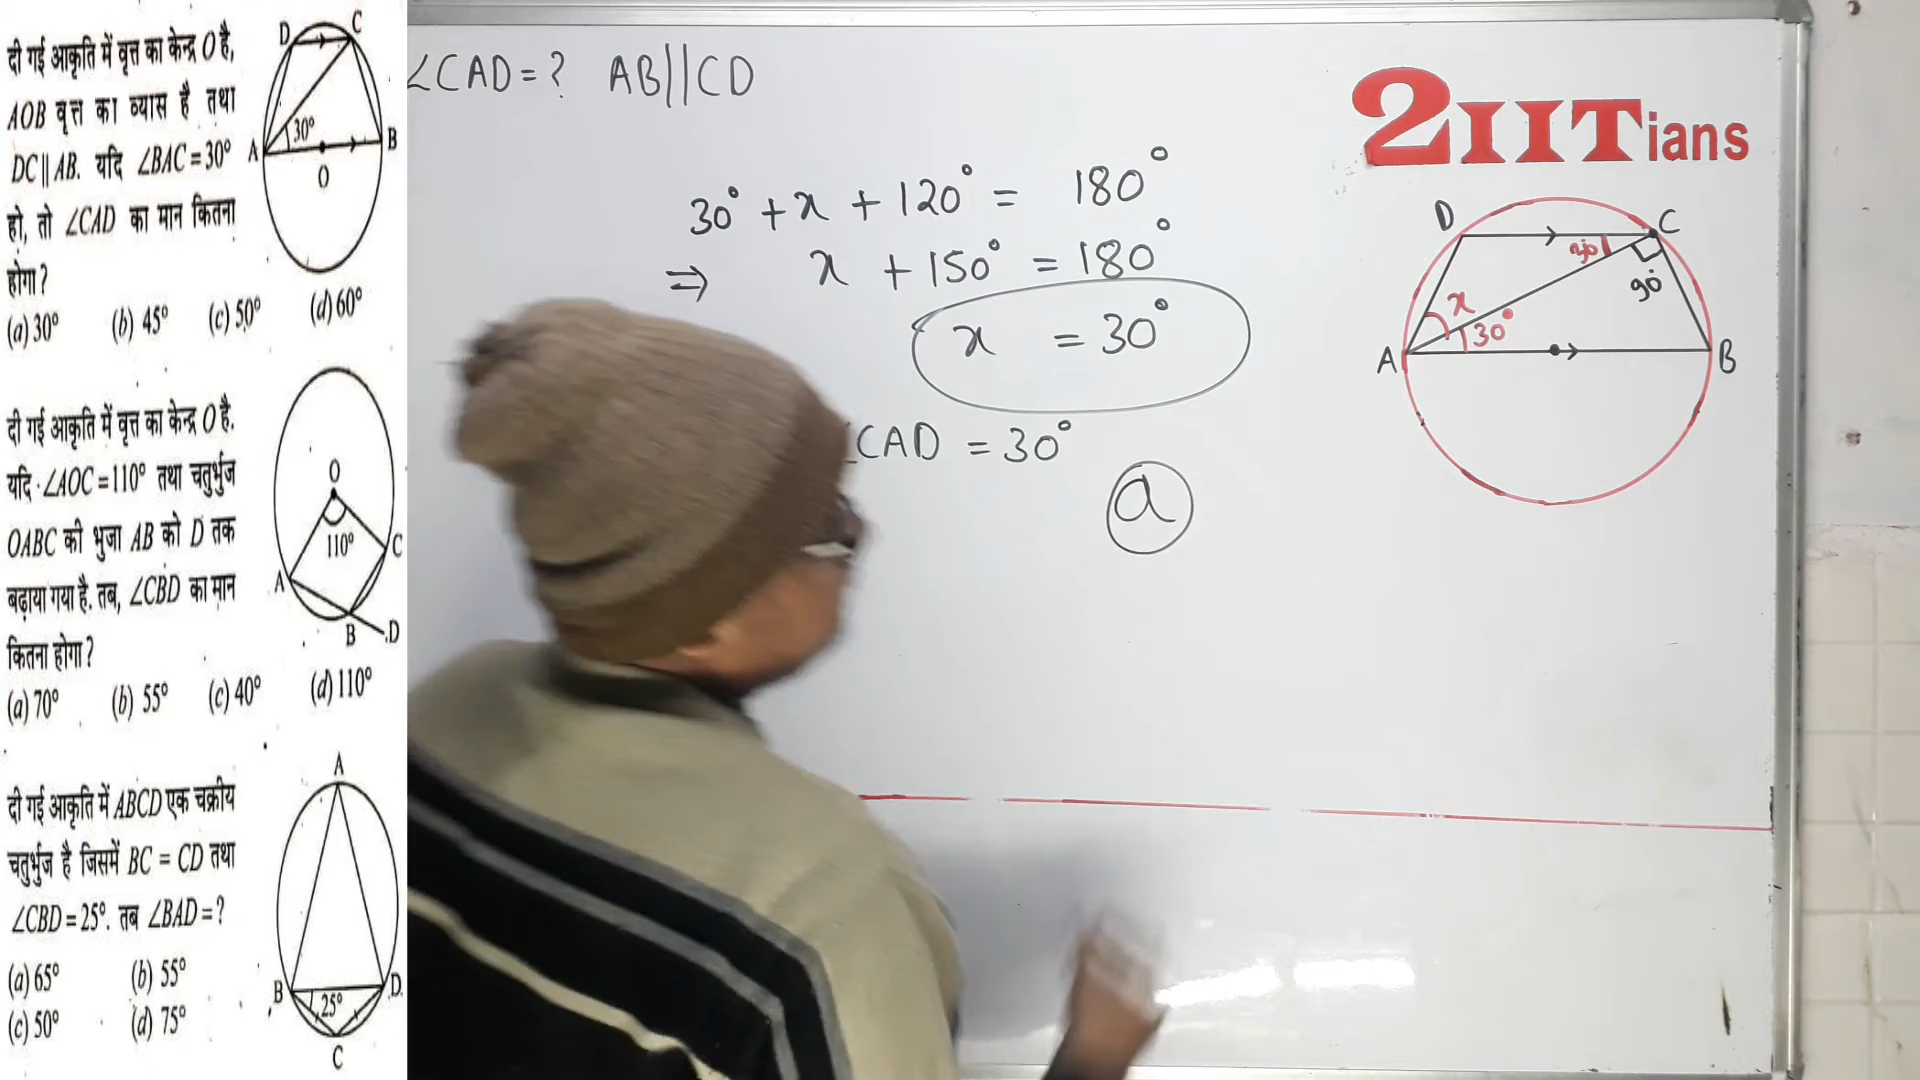 दी गई आकृति में वृत्त का केन्द्र O है,
AOB वृत्त का व्यास है तथा
DC || AB. यदि ∠BAC = 30°
हो, तो ∠CAD का मान कितना
होगा ?
(a) 30° (b) 45° (c) 50° (d) 60°
D C
30°
A B
O
दी गई आकृति में वृत्त का केन्द्र O है.
यदि ∠AOC = 110° तथा चतुर्भुज
OABC की भुजा AB को D तक
बढ़ाया गया है. तब, ∠CBD का मान
कितना होगा ?
(a) 70° (b) 55° (c) 40° (d) 110°
O
110°
C
A
B D
दी गई आकृति में ABCD एक चक्रीय
चतुर्भुज है जिसमें BC = CD तथा
∠CBD = 25°. तब ∠BAD = ?
(a) 65° (b) 55°
(c) 50° (d) 75°
A
B D
25°
C
∠CAD = ? AB||CD
30° + x + 120° = 180°
⇒ x + 150° = 180°
x = 30°
∠CAD = 30°
a
2IITians
D C
30°
90°
x
30°
A B